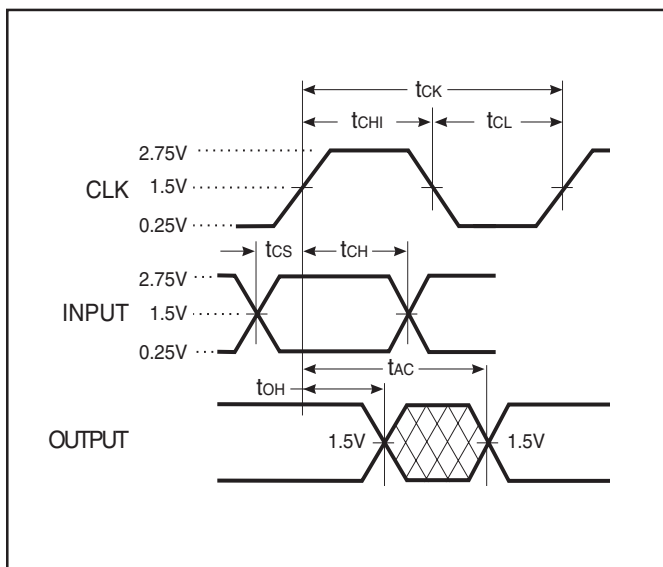 tCK
tCHI tCL
2.75V
CLK 1.5V
0.25V
tCS tCH
2.75V
INPUT 1.5V
0.25V
tAC
tOH
OUTPUT 1.5V 1.5V